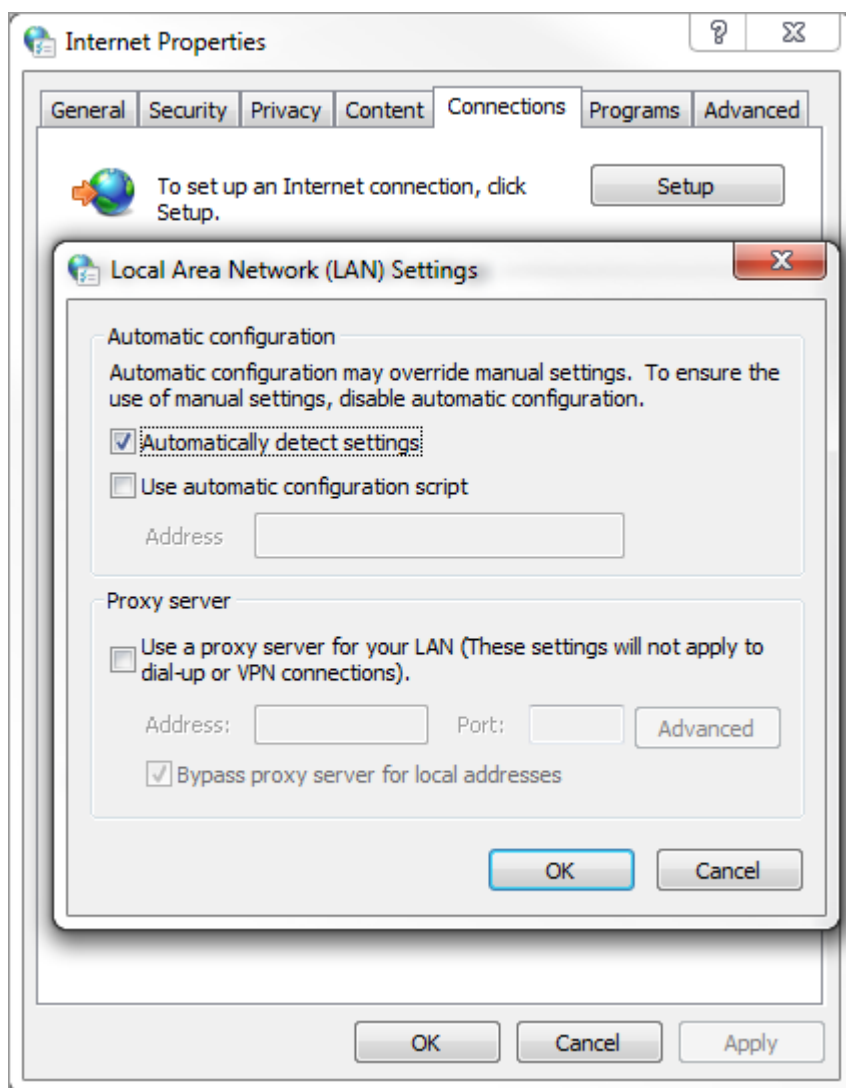 Internet Properties
General Security Privacy Content Connections Programs Advanced
To set up an Internet connection, click
Setup.
Setup
Local Area Network (LAN) Settings
Automatic configuration
Automatic configuration may override manual settings. To ensure the
use of manual settings, disable automatic configuration.
Automatically detect settings
Use automatic configuration script
Address
Proxy server
Use a proxy server for your LAN (These settings will not apply to
dial-up or VPN connections).
Address: Port: Advanced
Bypass proxy server for local addresses
OK Cancel
OK Cancel Apply